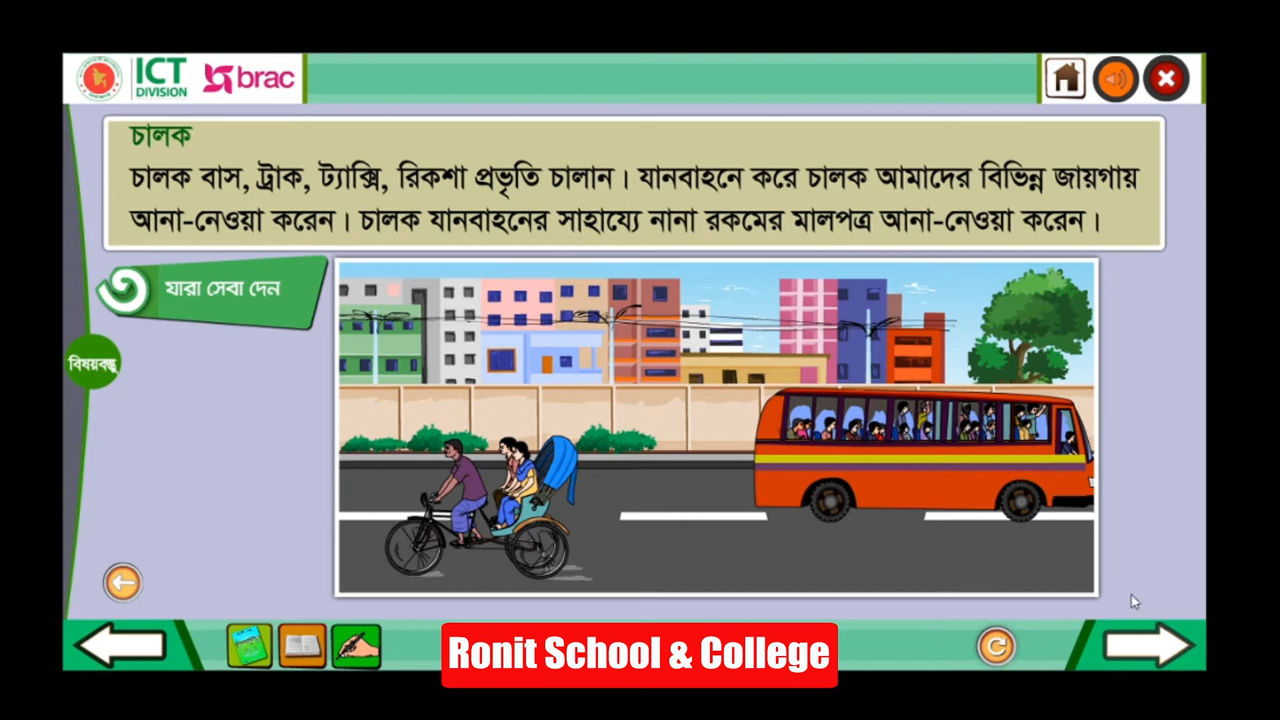 ICT
DIVISION
brac
চালক
চালক বাস, ট্রাক, ট্যাক্সি, রিকশা প্রভৃতি চালান। যানবাহনে করে চালক আমাদের বিভিন্ন জায়গায়
আনা-নেওয়া করেন। চালক যানবাহনের সাহায্যে নানা রকমের মালপত্র আনা-নেওয়া করেন।
৩ যারা সেবা দেন
বিষয়বস্তু
Ronit School & College